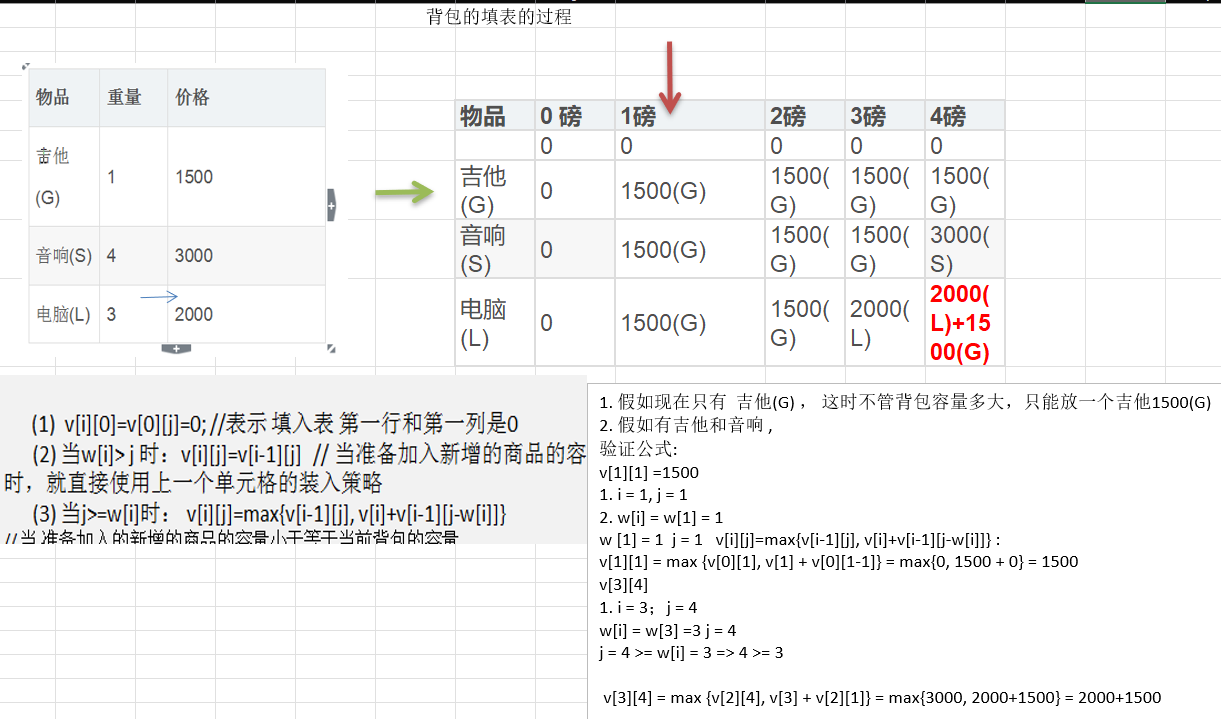 背包的填表的过程
物品 重量 价格
吉他
(G) 1 1500
音响(S) 4 3000
电脑(L) 3 2000
物品 0 磅 1磅 2磅 3磅 4磅
0 0 0 0 0
吉他
(G) 0 1500(G) 1500(
G) 1500(
G) 1500(
G)
音响
(S) 0 1500(G) 1500(
G) 1500(
G) 3000(
S)
电脑
(L) 0 1500(G) 1500(
G) 2000(
L) 2000(
L)+15
00(G)
(1) v[i][0]=v[0][j]=0; //表示 填入表 第一行和第一列是0
(2) 当w[i]> j 时：v[i][j]=v[i-1][j] // 当准备加入新增的商品的容
时，就直接使用上一个单元格的装入策略
(3) 当j>=w[i]时： v[i][j]=max{v[i-1][j], v[i]+v[i-1][j-w[i]]}
// 当 准备加入的新增的商品的容量小于等于当前背包的容量
1. 假如现在只有 吉他(G) ， 这时不管背包容量多大，只能放一个吉他1500(G)
2. 假如有吉他和音响 ,
验证公式:
v[1][1] =1500
1. i = 1, j = 1
2. w[i] = w[1] = 1
w [1] = 1 j = 1 v[i][j]=max{v[i-1][j], v[i]+v[i-1][j-w[i]]} :
v[1][1] = max {v[0][1], v[1] + v[0][1-1]} = max{0, 1500 + 0} = 1500
v[3][4]
1. i = 3；j = 4
w[i] = w[3] =3 j = 4
j = 4 >= w[i] = 3 => 4 >= 3
v[3][4] = max {v[2][4], v[3] + v[2][1]} = max{3000, 2000+1500} = 2000+1500